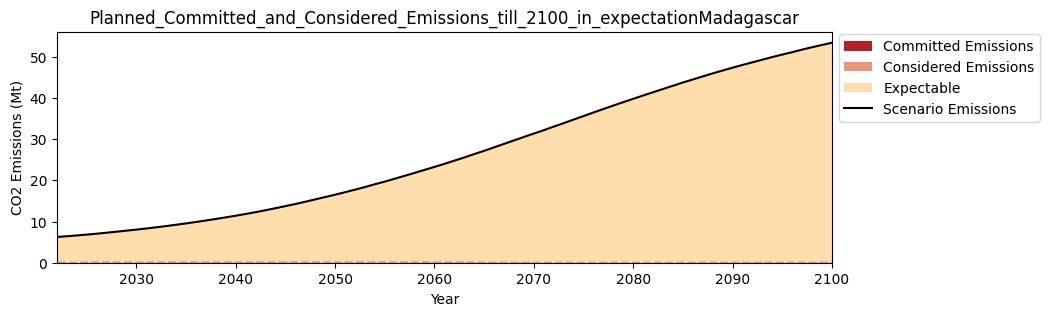 Planned_Committed_and_Considered_Emissions_till_2100_in_expectationMadagascar
CO2 Emissions (Mt)
50
40
30
20
10
0
2030 2040 2050 2060 2070 2080 2090 2100
Year
Committed Emissions
Considered Emissions
Expectable
Scenario Emissions